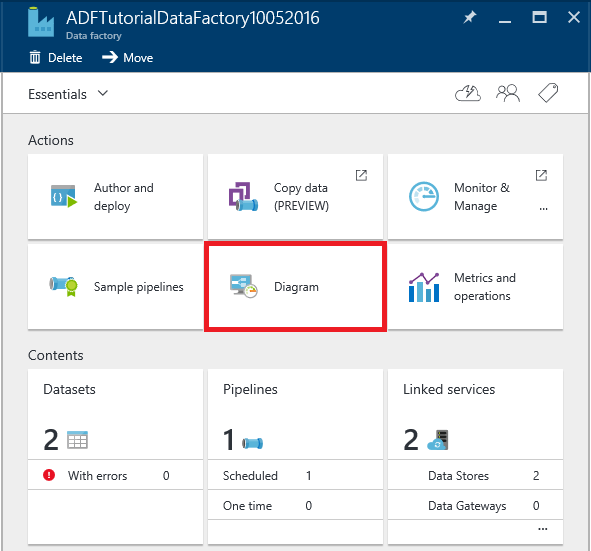 ADFTutorialDataFactory10052016
Data factory
Delete
Move
Essentials
Actions
Author and
deploy
Copy data
(PREVIEW)
Monitor &
Manage
...
Sample pipelines
Diagram
Metrics and
operations
Contents
Datasets
2
With errors 0
Pipelines
1
Scheduled 1
One time 0
Linked services
2
Data Stores 2
Data Gateways 0
...